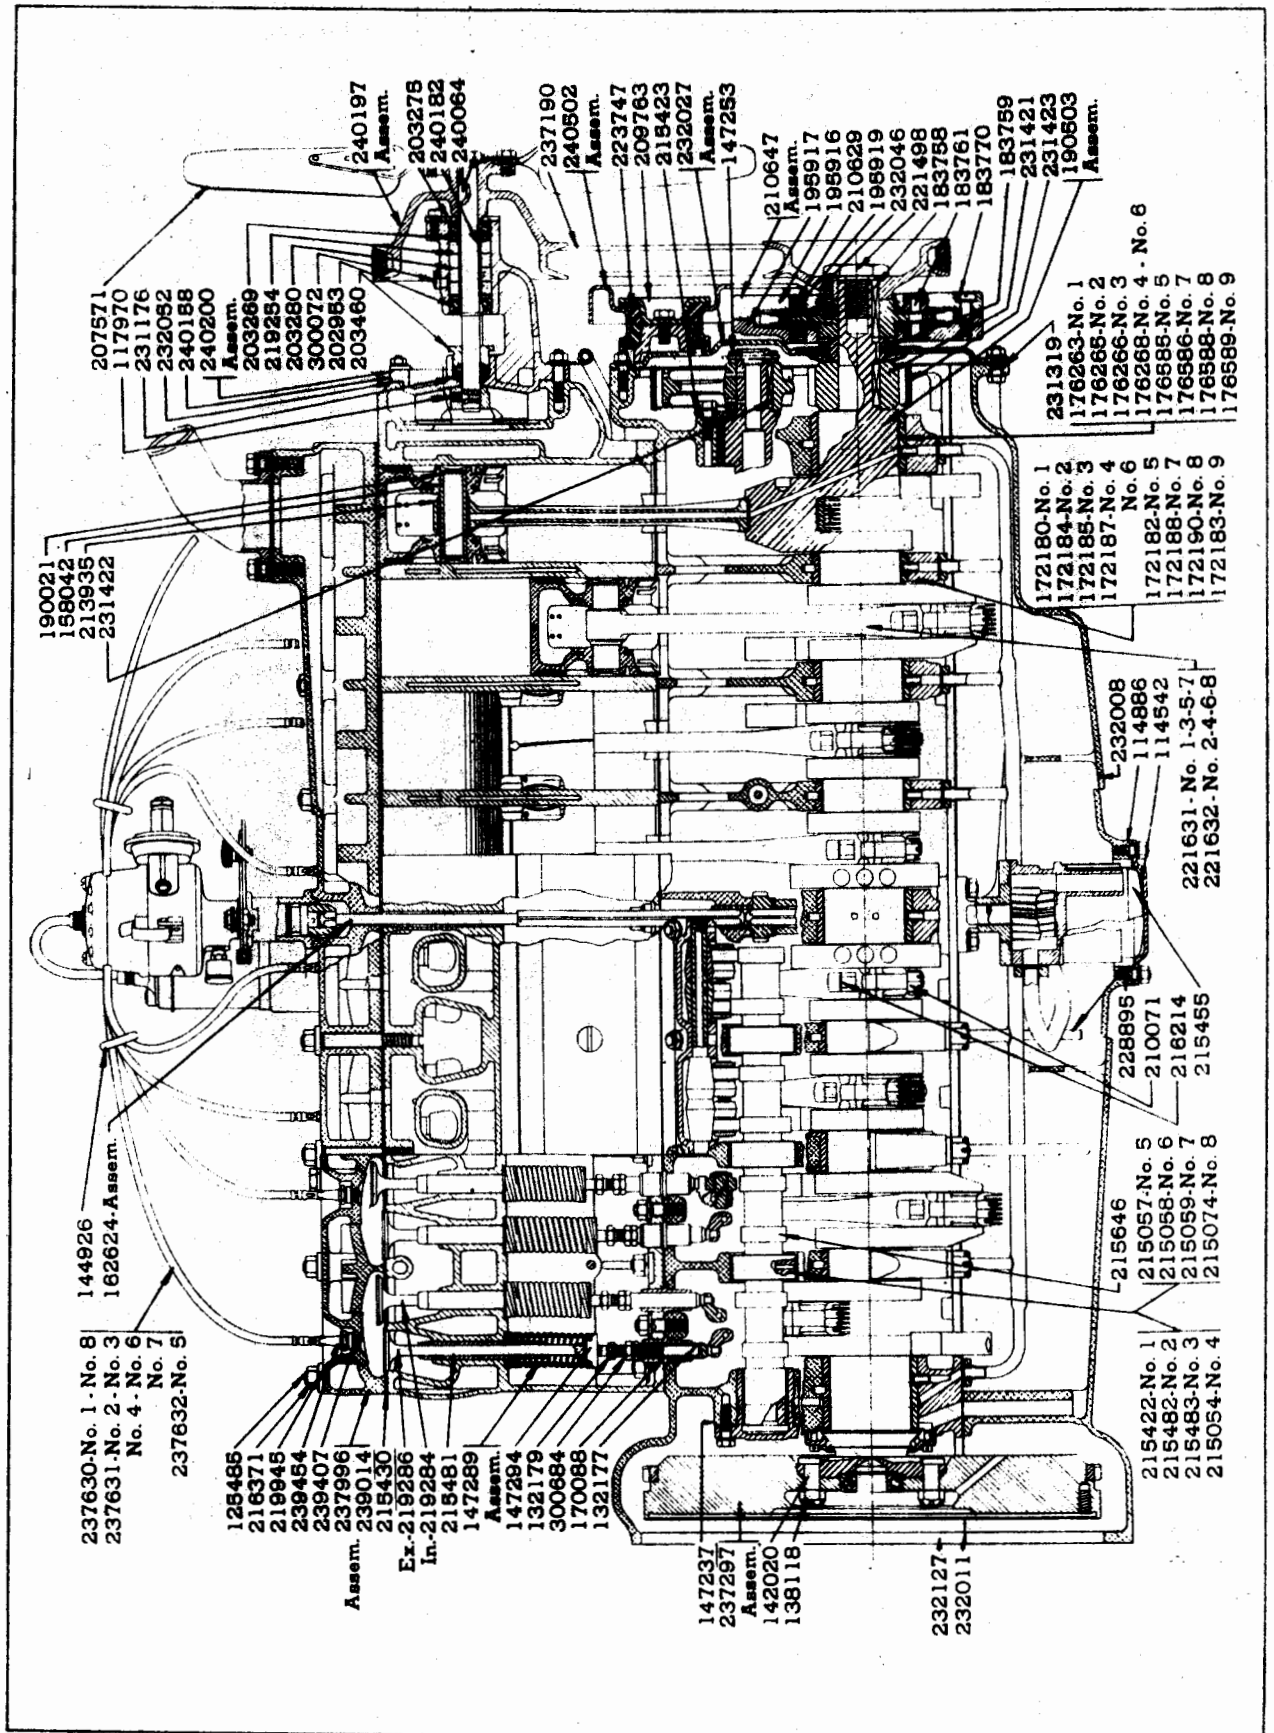 237630-No. 1 - No. 8
237631-No. 2 - No. 3
No. 4 - No. 6
No. 7
237632-No. 5
144926
162624-Assem.
190021
158042
213935
231422
207571
117970
231176
232052
240188
240200
Assem.
203269
219254
203280
300072
202953
203460
125485
216371
219945
239454
239407
237996
239014
Assem.
215430
Ex.-219286
In.-219284
215481
147289
Assem.
147294
132179
300684
170088
132177
240197
Assem.
203278
240182
240064
237190
240502
Assem.
223747
209763
215423
232027
Assem.
147253
210647
Assem.
195917
195916
210629
195919
232046
221498
183758
183761
183770
183759
231421
231423
190503
Assem.
147237
237297
Assem.
142020
138118
232127
232011
231319
176263-No. 1
176265-No. 2
176266-No. 3
176268-No. 4 - No. 6
176585-No. 5
176586-No. 7
176588-No. 8
176589-No. 9
172180-No. 1
172184-No. 2
172185-No. 3
172187-No. 4
No. 6
172182-No. 5
172188-No. 7
172190-No. 8
172183-No. 9
232008
114886
114542
221631-No. 1-3-5-7
221632-No. 2-4-6-8
228895
210071
216214
215455
215646
215057-No. 5
215058-No. 6
215059-No. 7
215074-No. 8
215422-No. 1
215482-No. 2
215483-No. 3
215054-No. 4